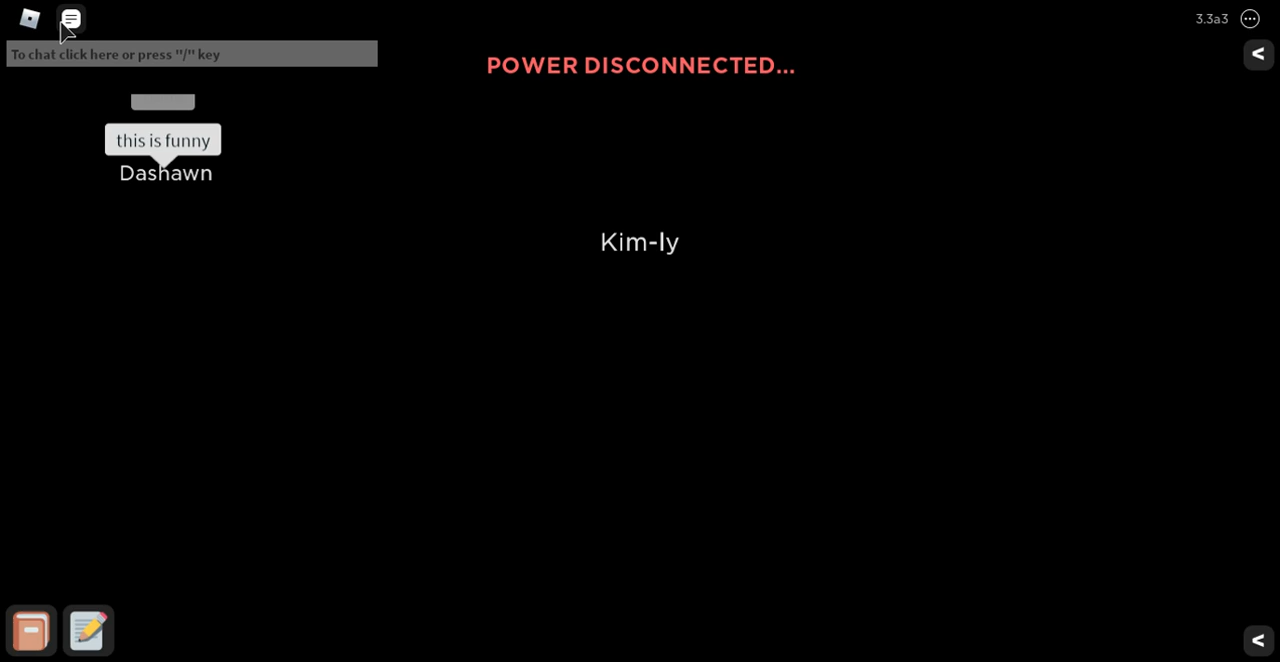 3.3a3
To chat click here or press "/" key
POWER DISCONNECTED...
<
this is funny
Dashawn
Kim-ly
<